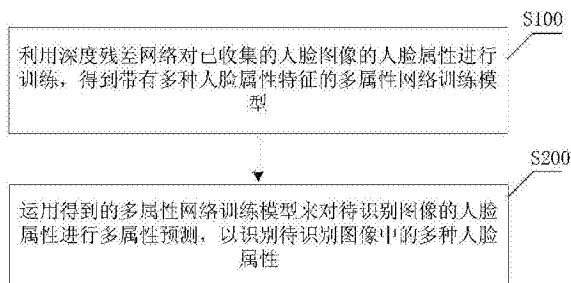 S100
利用深度残差网络对已收集的人脸图像的人脸属性进行
训练，得到带有多种人脸属性特征的多属性网络训练模
型
S200
运用得到的多属性网络训练模型来对待识别图像的人脸
属性进行多属性预测，以识别待识别图像中的多种人脸
属性